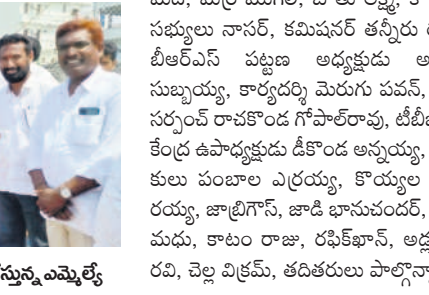 సభ్యులు నాసర్, కమిషనర్ తన్నీరు
బీఆర్ఎస్ పట్టణ అధ్యక్షుడు
సుబ్బయ్య, కార్యదర్శి మెరుగు పవన్,
సర్పంచ్ రాచకొండ గోపాల్‌రావు,
కేంద్ర ఉపాధ్యక్షుడు డీకొండ అన్నయ్య,
కులు పంబాల ఎర్రయ్య, కొయ్యల
రయ్య, జాబ్రిగౌస్, జాడి భానుచందర్,
మధు, కాటం రాజు, రఫిక్‌ఖాన్,
రవి, చెల్ల విక్రమ్, తదితరులు
స్తున్న ఎమ్మెల్యే